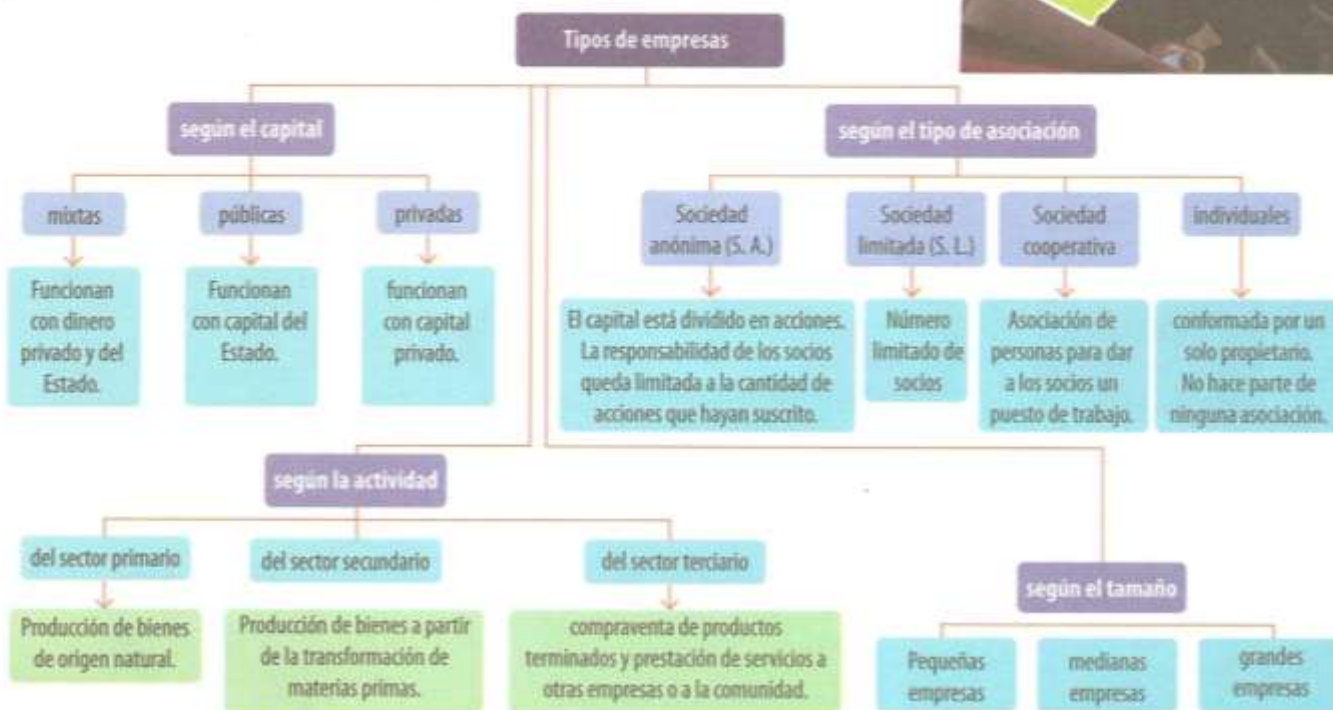 Tipos de empresas
según el capital
mixtas
Funcionan
con dinero
privado y del
Estado.
públicas
Funcionan
con capital del
Estado.
privadas
funcionan
con capital
privado.
según el tipo de asociación
Sociedad
anónima (S. A.)
El capital está dividido en acciones.
La responsabilidad de los socios
queda limitada a la cantidad de
acciones que hayan suscrito.
Sociedad
limitada (S. L.)
Número
limitado de
socios
Sociedad
cooperativa
Asociación de
personas para dar
a los socios un
puesto de trabajo.
individuales
conformada por un
solo propietario.
No hace parte de
ninguna asociación.
según la actividad
del sector primario
Producción de bienes
de origen natural.
del sector secundario
Producción de bienes a partir
de la transformación de
materias primas.
del sector terciario
compraventa de productos
terminados y prestación de servicios a
otras empresas o a la comunidad.
según el tamaño
Pequeñas
empresas
medianas
empresas
grandes
empresas